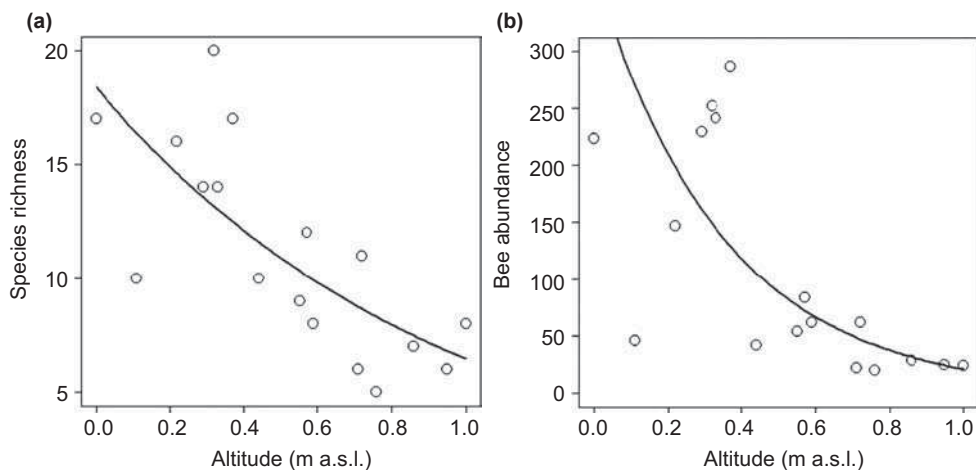 (a)
20
15
10
5
Species richness
0.0 0.2 0.4 0.6 0.8 1.0
Altitude (m a.s.l.)
(b)
300
250
200
150
100
50
0
Bee abundance
0.0 0.2 0.4 0.6 0.8 1.0
Altitude (m a.s.l.)